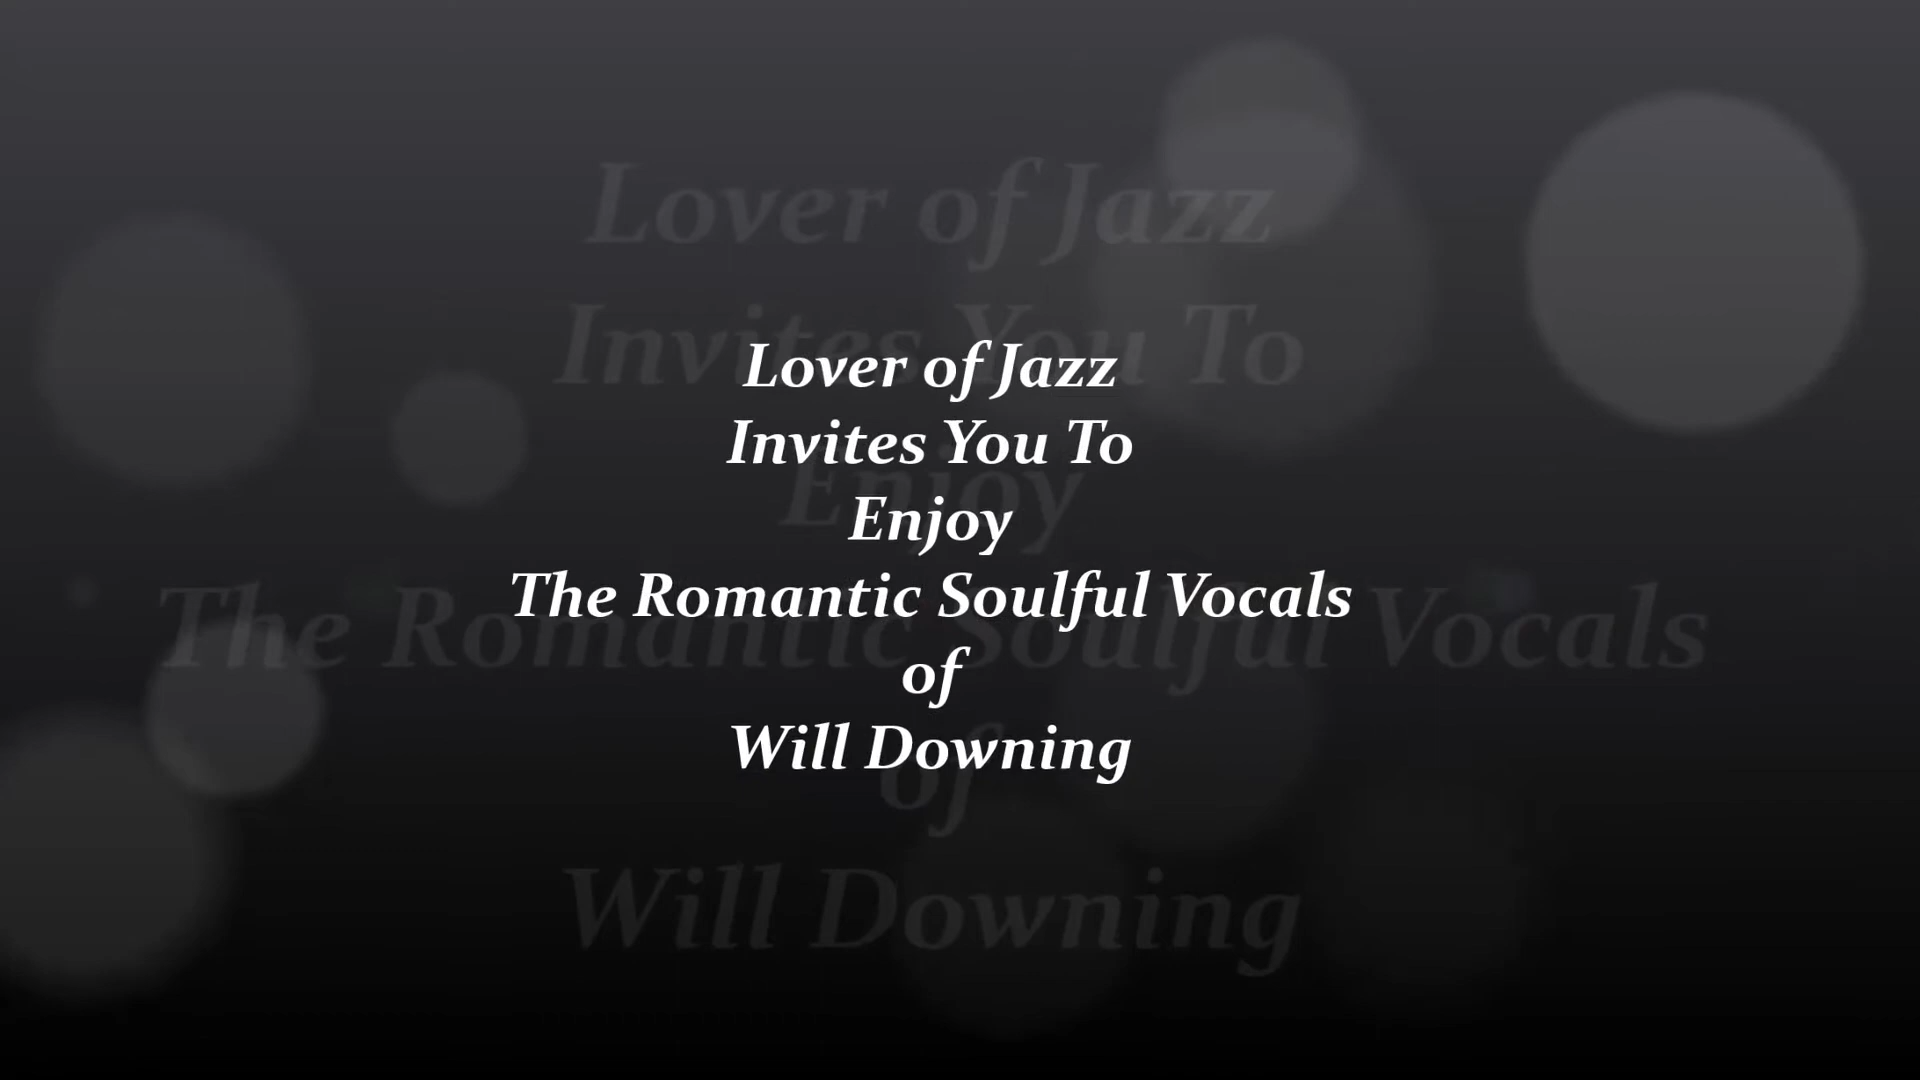 Lover of Jazz
Invites You To
Enjoy
The Romantic Soulful Vocals
of
Will Downing